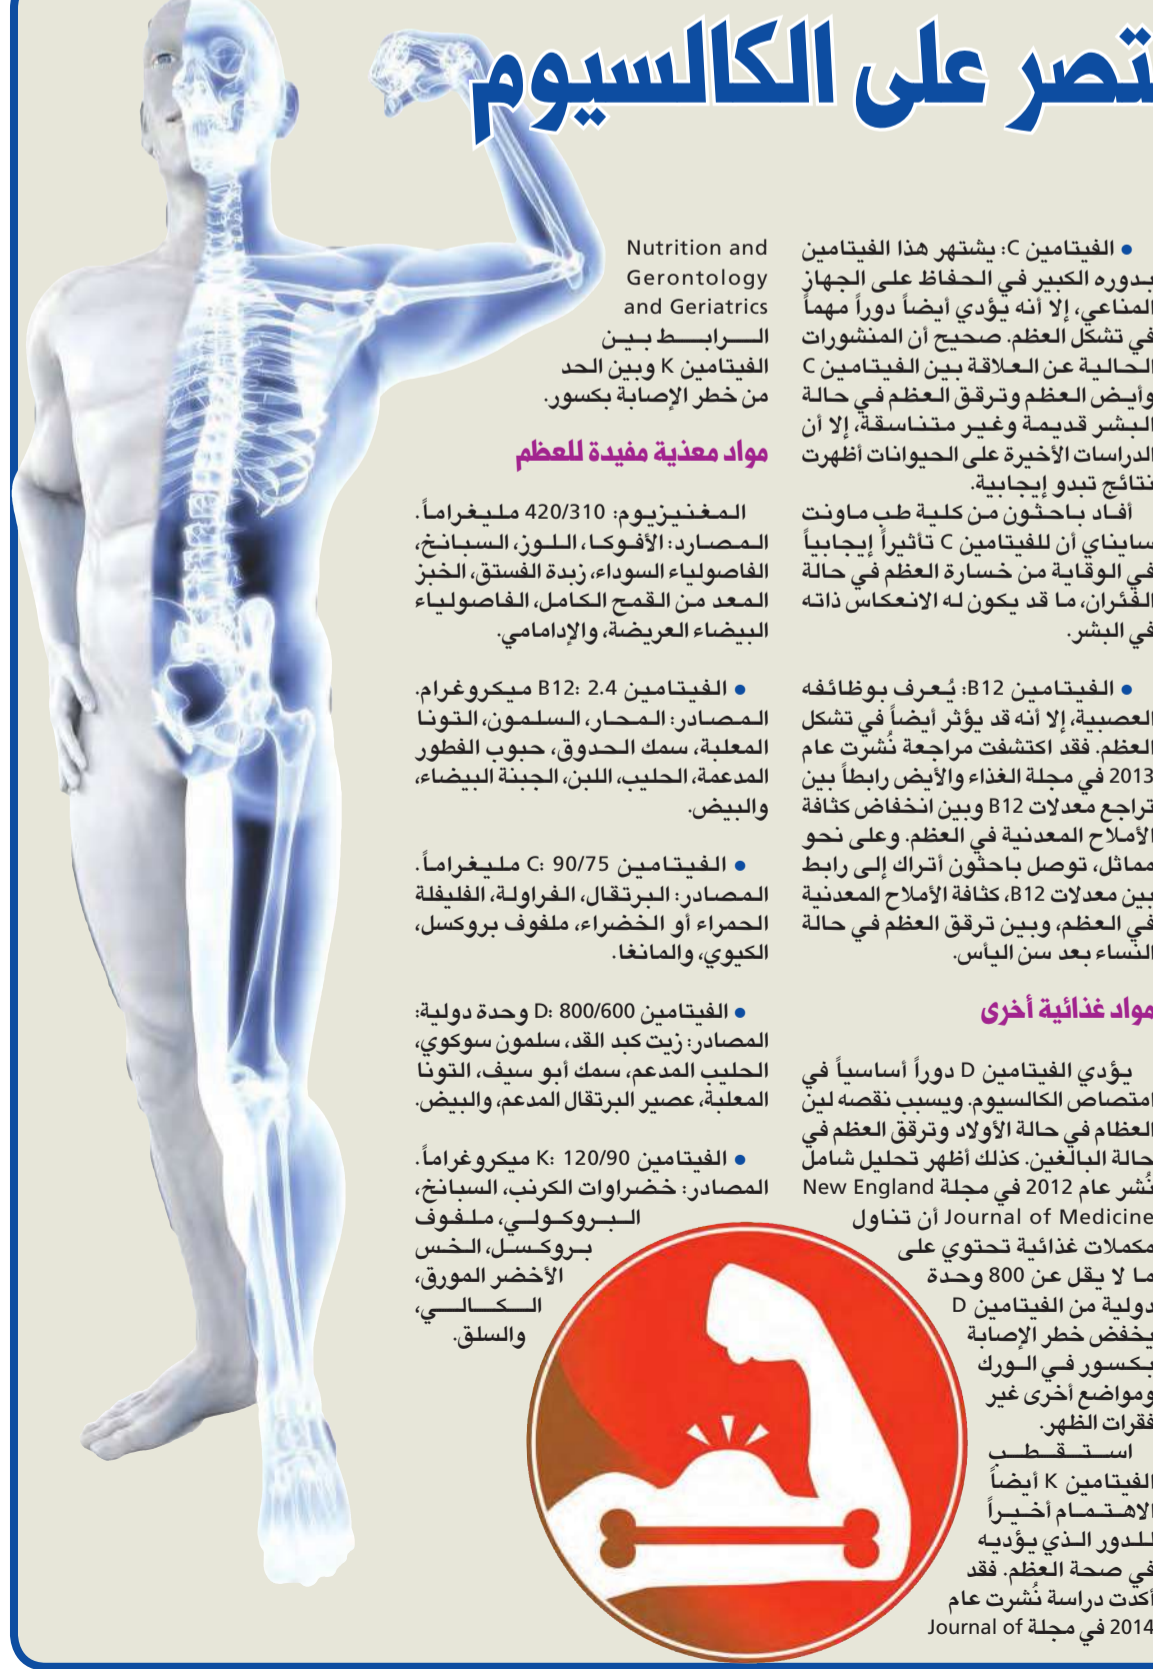 تصر على الكالسيوم
• الفيتامين C: يشتهر هذا الفيتامين
بدوره الكبير في الحفاظ على الجهاز
المناعي، إلا أنه يؤدي أيضاً دوراً مهماً
في تشكل العظم. صحيح أن المنشورات
الحالية عن العلاقة بين الفيتامين C
وأيض العظم وترقق العظم في حالة
البشر قديمة وغير متناسقة، إلا أن
الدراسات الأخيرة على الحيوانات أظهرت
نتائج تبدو إيجابية.
أفاد باحثون من كلية طب ماونت
سايناي أن للفيتامين C تأثيراً إيجابياً
في الوقاية من خسارة العظم في حالة
الفئران، ما قد يكون له الانعكاس ذاته
في البشر.
• الفيتامين B12: يُعرف بوظائفه
العصبية، إلا أنه قد يؤثر أيضاً في تشكل
العظم. فقد اكتشفت مراجعة نُشرت عام
2013 في مجلة الغذاء والأيض رابطاً بين
تراجع معدلات B12 وبين انخفاض كثافة
الأملاح المعدنية في العظم. وعلى نحو
مماثل، توصل باحثون أتراك إلى رابط
بين معدلات B12، كثافة الأملاح المعدنية
في العظم، وبين ترقق العظم في حالة
النساء بعد سن اليأس.
مواد غذائية أخرى
يؤدي الفيتامين D دوراً أساسياً في
امتصاص الكالسيوم. ويسبب نقصه لين
العظام في حالة الأولاد وترقق العظم في
حالة البالغين. كذلك أظهر تحليل شامل
نُشر عام 2012 في مجلة New England
Journal of Medicine أن تناول
مكملات غذائية تحتوي على
ما لا يقل عن 800 وحدة
دولية من الفيتامين D
يخفض خطر الإصابة
بكسور في الورك
ومواضع أخرى غير
فقرات الظهر.
استقطب
الفيتامين K أيضاً
الاهتمام أخيراً
للدور الذي يؤديه
في صحة العظم. فقد
أكدت دراسة نُشرت عام
2014 في مجلة Journal of
Nutrition and
Gerontology
and Geriatrics
الرابط بين
الفيتامين K وبين الحد
من خطر الإصابة بكسور.
مواد معذية مفيدة للعظم
المغنيزيوم: 420/310 مليغراماً.
المصارد: الأفوكا، اللوز، السبانخ،
الفاصولياء السوداء، زبدة الفستق، الخبز
المعد من القمح الكامل، الفاصولياء
البيضاء العريضة، والإدامامي.
• الفيتامين B12: 2.4 ميكروغرام.
المصادر: المحار، السلمون، التونا
المعلبة، سمك الحدوق، حبوب الفطور
المدعمة، الحليب، اللبن، الجبنة البيضاء،
والبيض.
• الفيتامين C: 90/75 مليغراماً.
المصادر: البرتقال، الفراولة، الفليفلة
الحمراء أو الخضراء، ملفوف بروكسل،
الكيوي، والمانغا.
• الفيتامين D: 800/600 وحدة دولية:
المصادر: زيت كبد القد، سلمون سوكوي،
الحليب المدعم، سمك أبو سيف، التونا
المعلبة، عصير البرتقال المدعم، والبيض.
• الفيتامين K: 120/90 ميكروغراماً.
المصادر: خضراوات الكرنب، السبانخ،
البروكولي، ملفوف
بروكسل، الخس
الأخضر المورق،
الكالي،
والسلق.